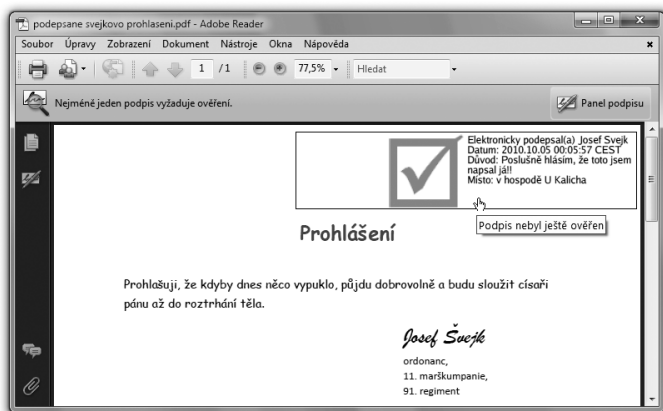 podepsane svejkovo prohlaseni.pdf - Adobe Reader
Soubor Úpravy Zobrazení Dokument Nástroje Okna Nápověda
1 / 1 77,5% Hledat
Nejméně jeden podpis vyžaduje ověření. Panel podpisu
Elektronicky podepsal(a) Josef Svejk
Datum: 2010.10.05 00:05:57 CEST
Důvod: Poslušně hlásím, že toto jsem
napsal já!!
Místo: v hospodě U Kalicha
Podpis nebyl ještě ověřen
Prohlášení
Prohlašuji, že kdyby dnes něco vypuklo, půjdu dobrovolně a budu sloužit císaři
pánu až do roztrhání těla.
Josef Švejk
ordonanc,
11. marškumpanie,
91. regiment